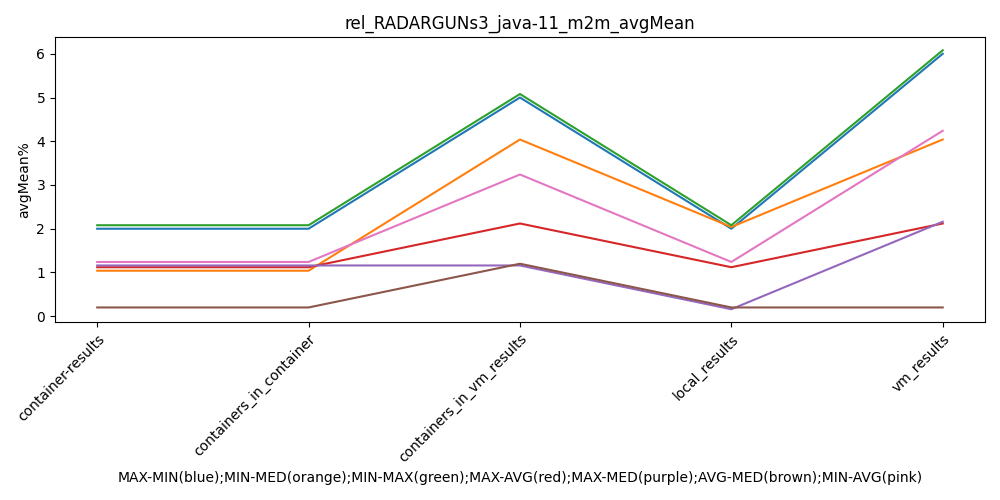 rel_RADARGUNs3_java-11_m2m_avgMean
avgMean%
6
5
4
3
2
1
0
container-results
containers_in_container
containers_in_vm_results
local_results
vm_results
MAX-MIN(blue);MIN-MED(orange);MIN-MAX(green);MAX-AVG(red);MAX-MED(purple);AVG-MED(brown);MIN-AVG(pink)